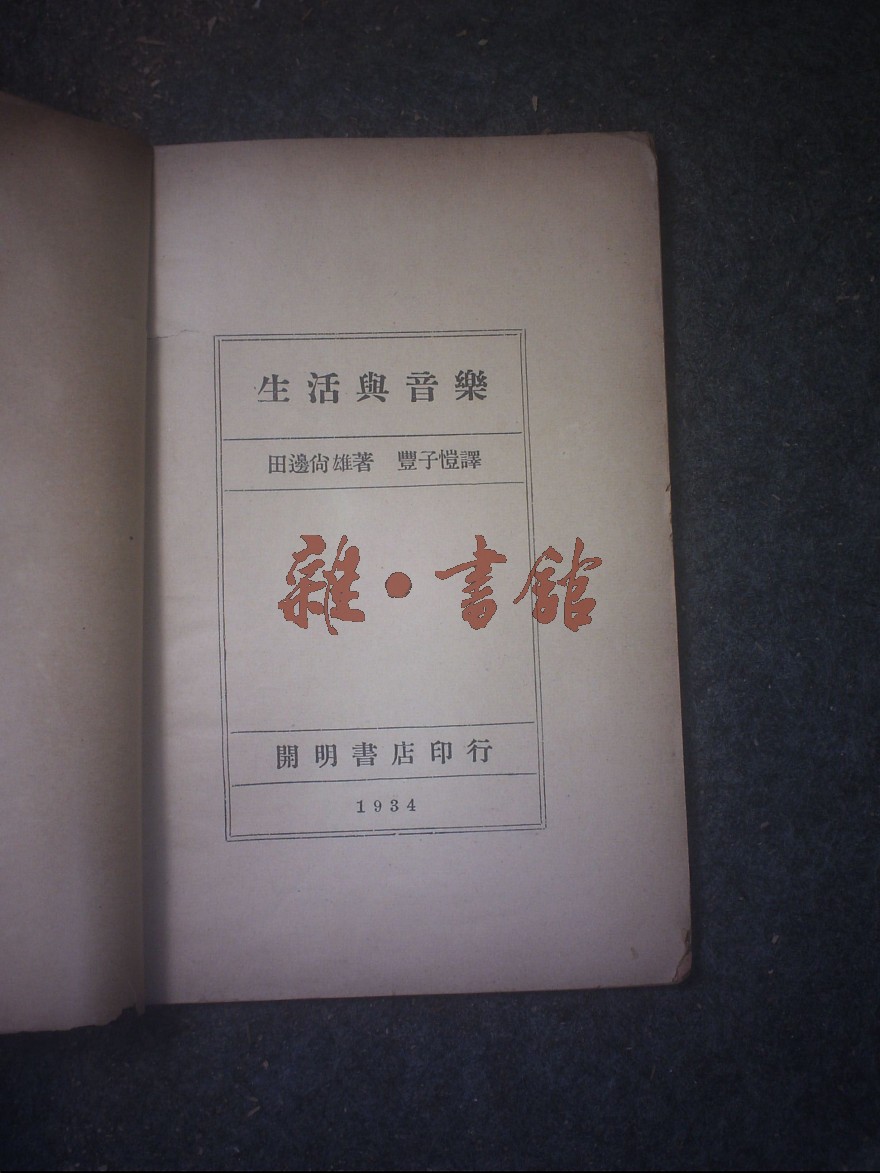 生活與音樂
田邊尙雄著 豐子愷譯
雜·書館
開明書店印行
1934